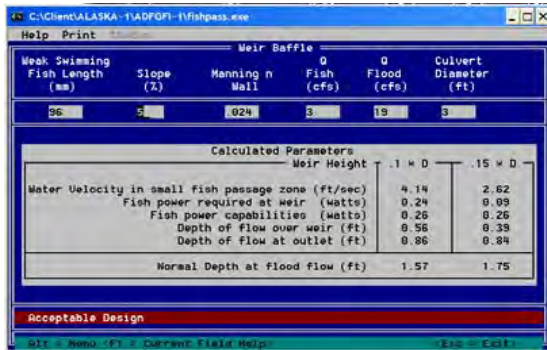 C:\Client\ALASKA~1\ADFGFI~1\fishpass.exe
Help Print
Weir Baffle
Weak Swimming Fish Length (mm) Slope (%) Manning n Wall Q Fish (cfs) Q Flood (cfs) Culvert Diameter (ft)
96 5 .024 3 19 3
Calculated Parameters
Weir Height .1 * D .15 * D
Water Velocity in small fish passage zone (ft/sec) 4.14 2.62
Fish power required at weir (watts) 0.24 0.09
Fish power capabilities (watts) 0.26 0.26
Depth of flow over weir (ft) 0.56 0.39
Depth of flow at outlet (ft) 0.86 0.84
Normal Depth at flood flow (ft) 1.57 1.75
Acceptable Design
Alt = Menu (F1 = Current Field Help) (Esc = Exit)